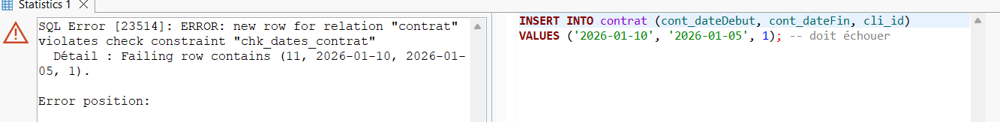 Statistics 1
SQL Error [23514]: ERROR: new row for relation "contrat"
violates check constraint "chk_dates_contrat"
Détail : Failing row contains (11, 2026-01-10, 2026-01-
05, 1).
Error position:
INSERT INTO contrat (cont_dateDebut, cont_dateFin, cli_id)
VALUES ('2026-01-10', '2026-01-05', 1); -- doit échouer